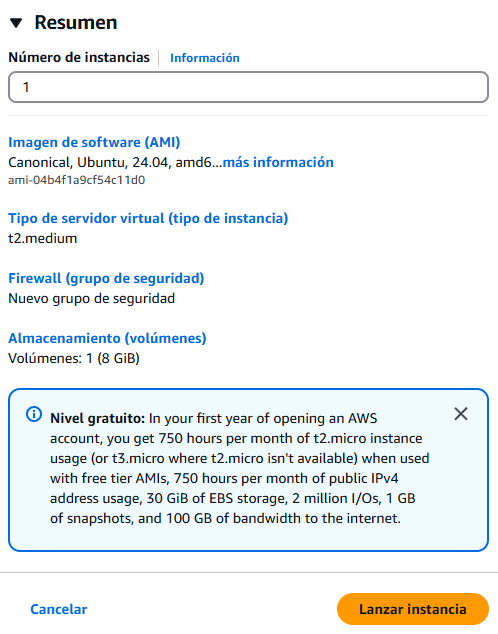 Resumen
Número de instancias Información
1
Imagen de software (AMI)
Canonical, Ubuntu, 24.04, amd6...más información
ami-04b4f1a9cf54c11d0
Tipo de servidor virtual (tipo de instancia)
t2.medium
Firewall (grupo de seguridad)
Nuevo grupo de seguridad
Almacenamiento (volúmenes)
Volúmenes: 1 (8 GiB)
Nivel gratuito: In your first year of opening an AWS
account, you get 750 hours per month of t2.micro instance
usage (or t3.micro where t2.micro isn't available) when used
with free tier AMIs, 750 hours per month of public IPv4
address usage, 30 GiB of EBS storage, 2 million I/Os, 1 GB
of snapshots, and 100 GB of bandwidth to the internet.
Cancelar
Lanzar instancia